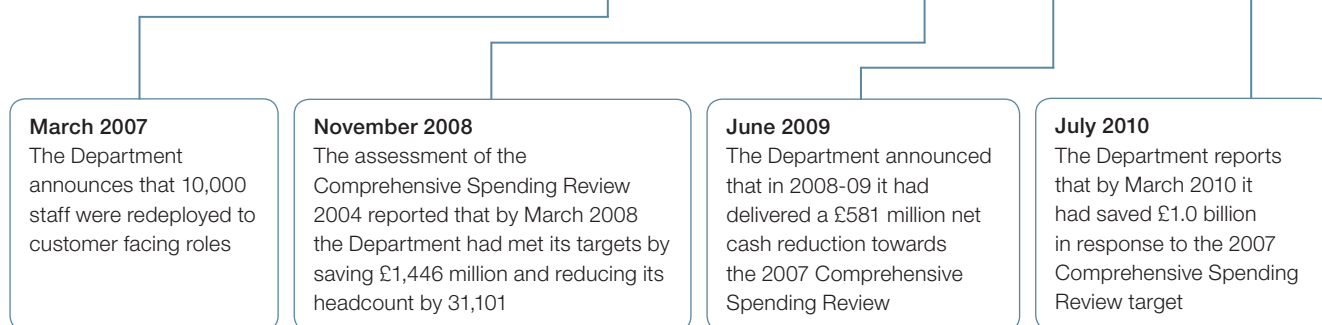 March 2007
The Department
announces that 10,000
staff were redeployed to
customer facing roles
November 2008
The assessment of the
Comprehensive Spending Review
2004 reported that by March 2008
the Department had met its targets by
saving £1,446 million and reducing its
headcount by 31,101
June 2009
The Department announced
that in 2008-09 it had
delivered a £581 million net
cash reduction towards
the 2007 Comprehensive
Spending Review
July 2010
The Department reports
that by March 2010 it
had saved £1.0 billion
in response to the 2007
Comprehensive Spending
Review target